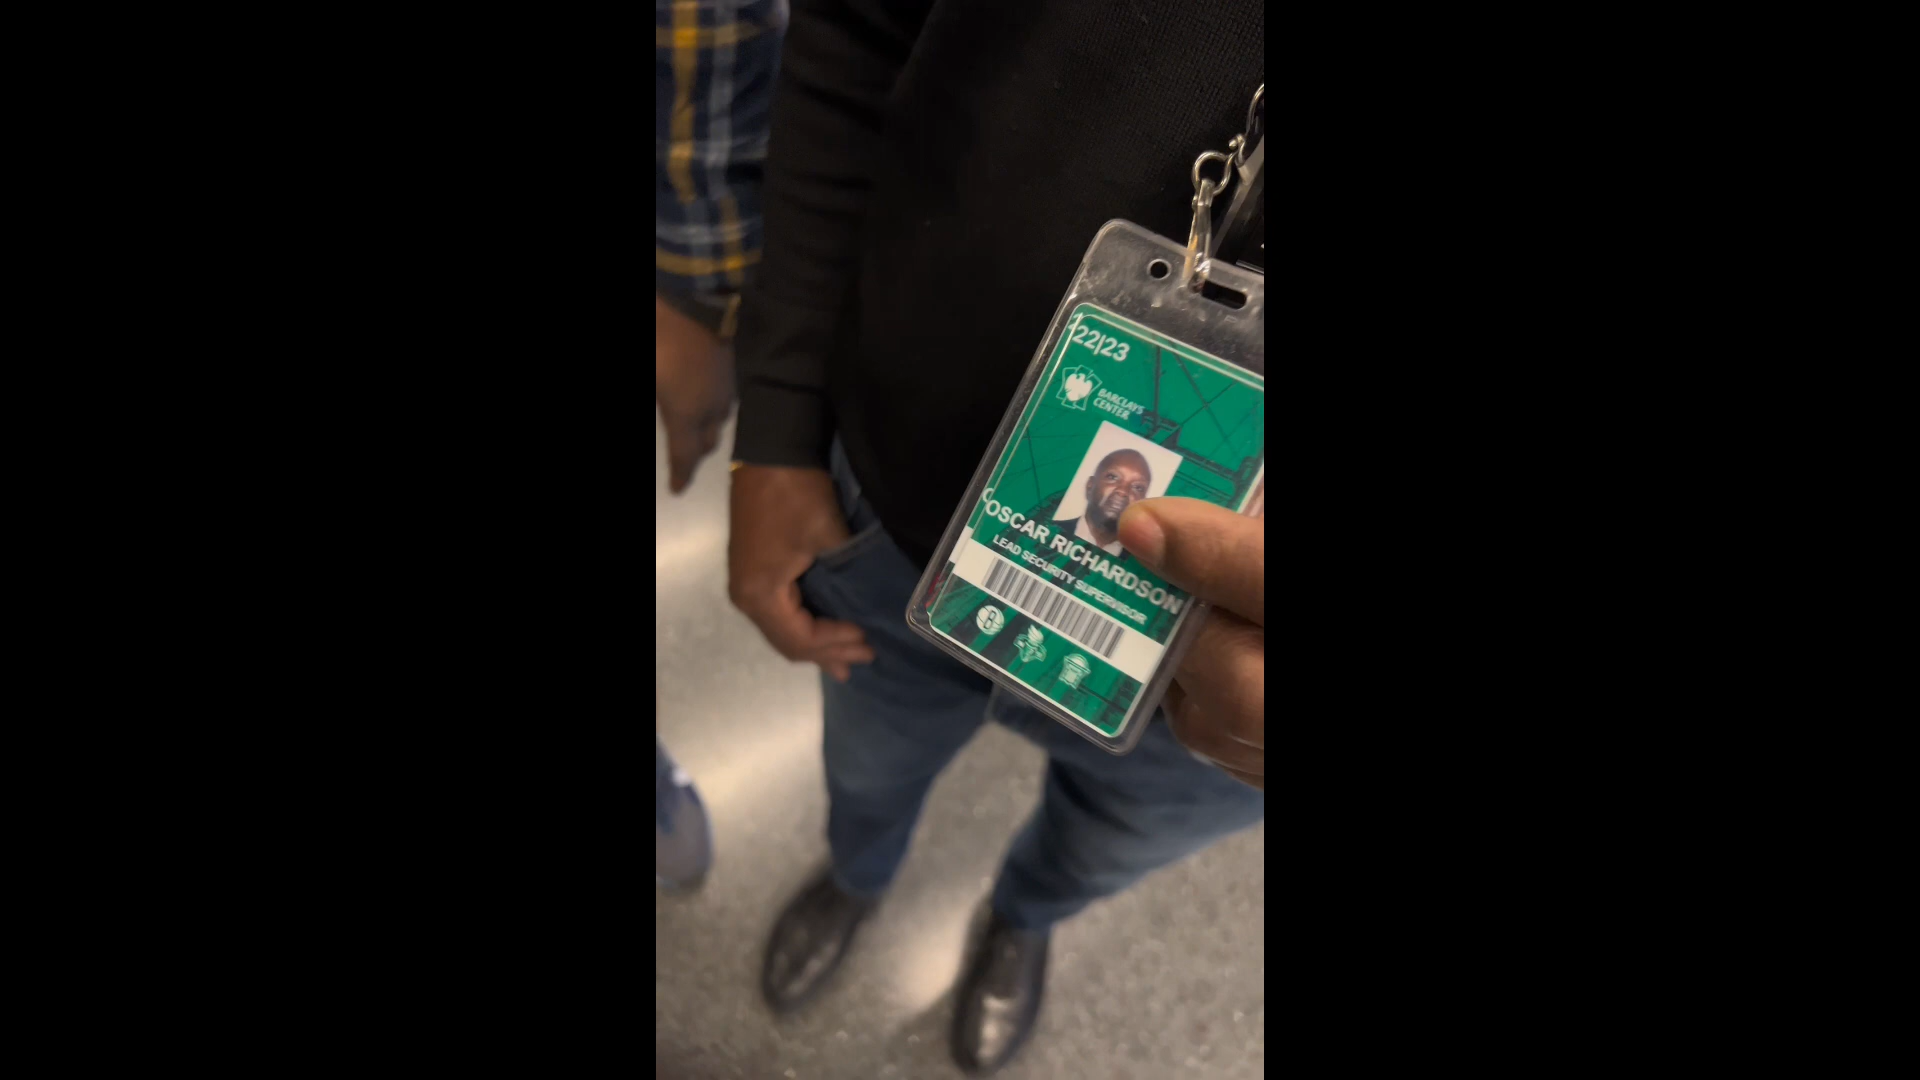 22|23
BARCLAYS
CENTER
OSCAR RICHARDSON
LEAD SECURITY SUPERVISOR
B